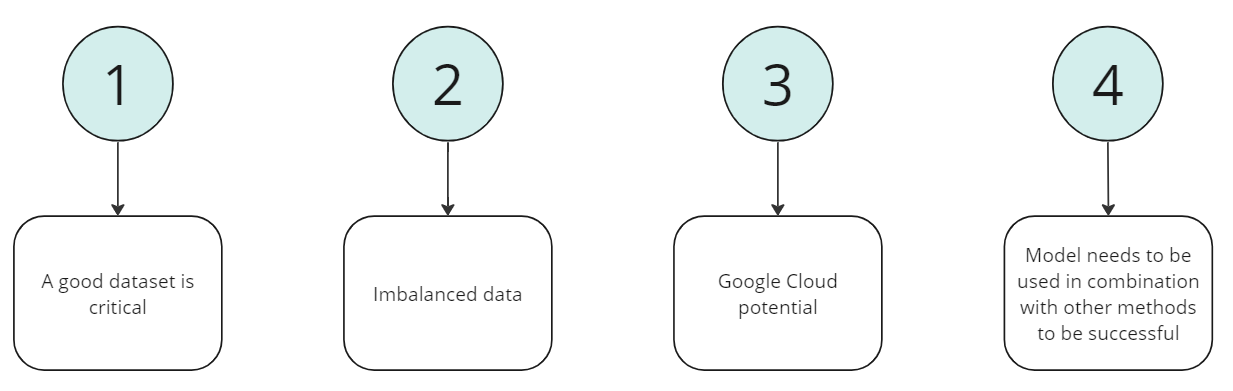 1
A good dataset is
critical
2
Imbalanced data
3
Google Cloud
potential
4
Model needs to be
used in combination
with other methods
to be successful